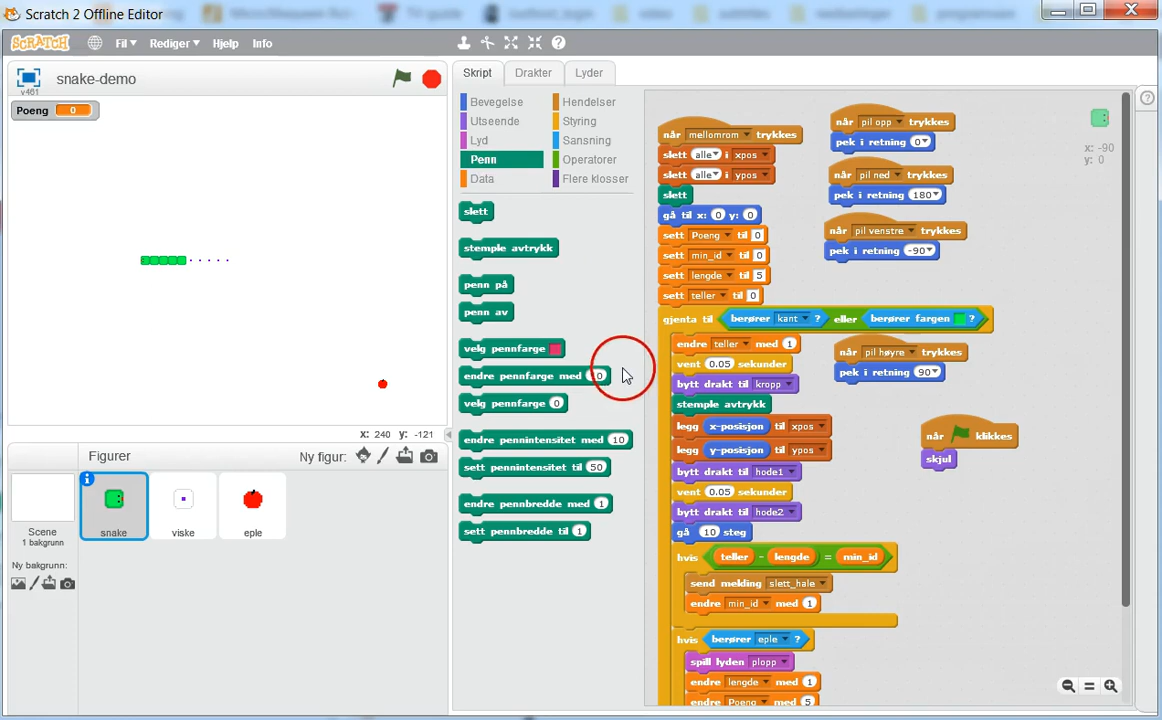 Scratch 2 Offline Editor
SCRATCH Fil Rediger Hjelp Info
snake-demo
v461
Poeng 0
x: 240 y: -121
Figurer Ny figur:
Scene
1 bakgrunn
Ny bakgrunn:
snake
viske
eple
Skript Drakter Lyder
Bevegelse Hendelser
Utseende Styring
Lyd Sansning
Penn Operatorer
Data Flere klosser
slett
stemple avtrykk
penn på
penn av
velg pennfarge
endre pennfarge med 10
velg pennfarge 0
endre pennintensitet med 10
sett pennintensitet til 50
endre pennbredde med 1
sett pennbredde til 1
når mellomrom trykkes
slett alle i xpos
slett alle i ypos
slett
gå til x: 0 y: 0
sett Poeng til 0
sett min_id til 0
sett lengde til 5
sett teller til 0
gjenta til berører kant ? eller berører fargen ?
endre teller med 1
vent 0.05 sekunder
bytt drakt til kropp
stemple avtrykk
legg x-posisjon til xpos
legg y-posisjon til ypos
bytt drakt til hode1
vent 0.05 sekunder
bytt drakt til hode2
gå 10 steg
hvis teller - lengde = min_id
send melding slett_hale
endre min_id med 1
hvis berører eple ?
spill lyden plopp
endre lengde med 1
endre Poeng med 5
når pil opp trykkes
pek i retning 0
når pil ned trykkes
pek i retning 180
når pil venstre trykkes
pek i retning -90
når pil høyre trykkes
pek i retning 90
når klikkes
skjul
x: -90
y: 0